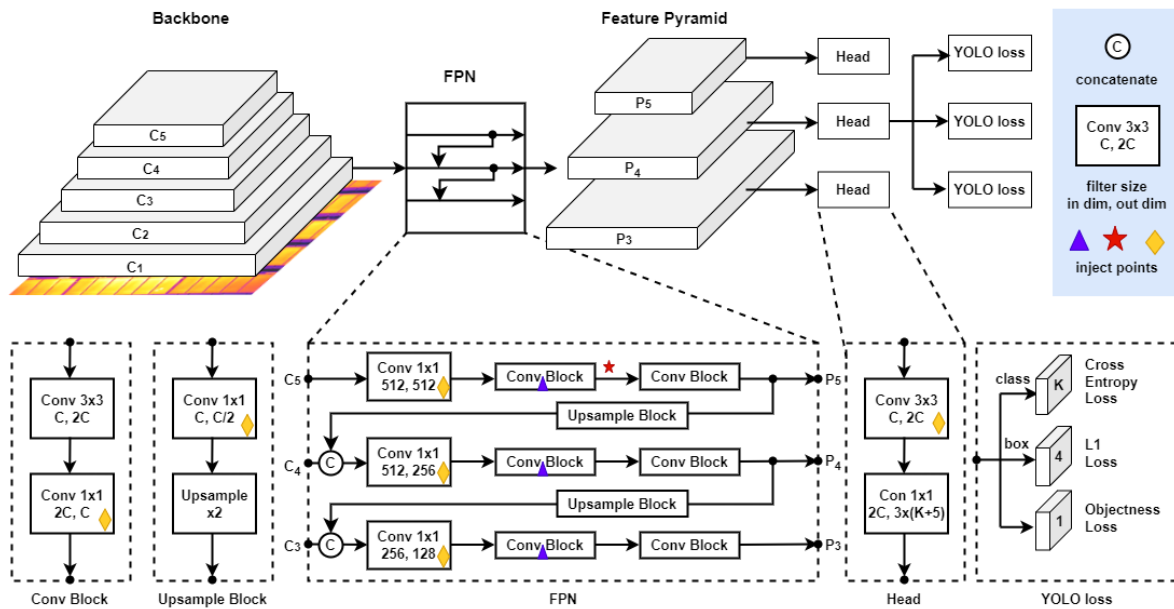 Backbone
Feature Pyramid
FPN
C5
C4
C3
C2
C1
P5
P4
P3
Head
Head
Head
YOLO loss
YOLO loss
YOLO loss
C
concatenate
Conv 3x3
C, 2C
filter size
in dim, out dim
inject points
Conv 3x3
C, 2C
Conv 1x1
2C, C
Conv Block
Conv 1x1
C, C/2
Upsample
x2
Upsample Block
C5
Conv 1x1
512, 512
Conv Block
Conv Block
P5
Upsample Block
C4
C
Conv 1x1
512, 256
Conv Block
Conv Block
P4
Upsample Block
C3
C
Conv 1x1
256, 128
Conv Block
Conv Block
P3
FPN
Conv 3x3
C, 2C
Con 1x1
2C, 3x(K+5)
Head
class
K
Cross
Entropy
Loss
box
4
L1
Loss
1
Objectness
Loss
YOLO loss